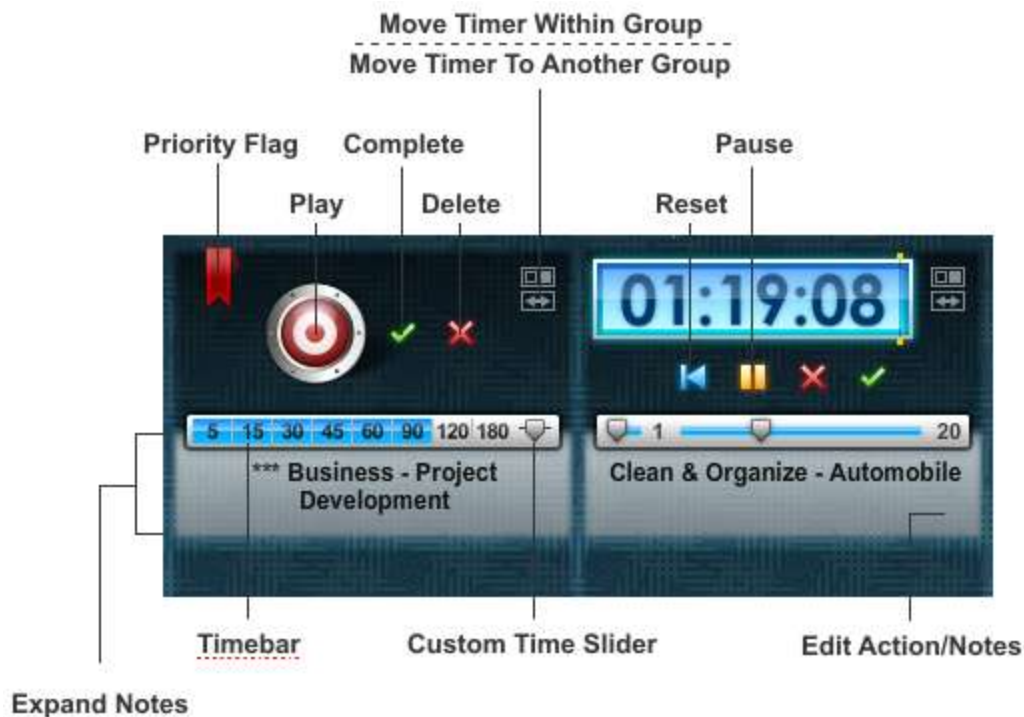 Move Timer Within Group
Move Timer To Another Group
Priority Flag
Complete
Pause
Play
Delete
Reset
01:19:08
5 15 30 45 60 90 120 180
1 20
*** Business - Project
Development
Clean & Organize - Automobile
Timebar
Custom Time Slider
Edit Action/Notes
Expand Notes